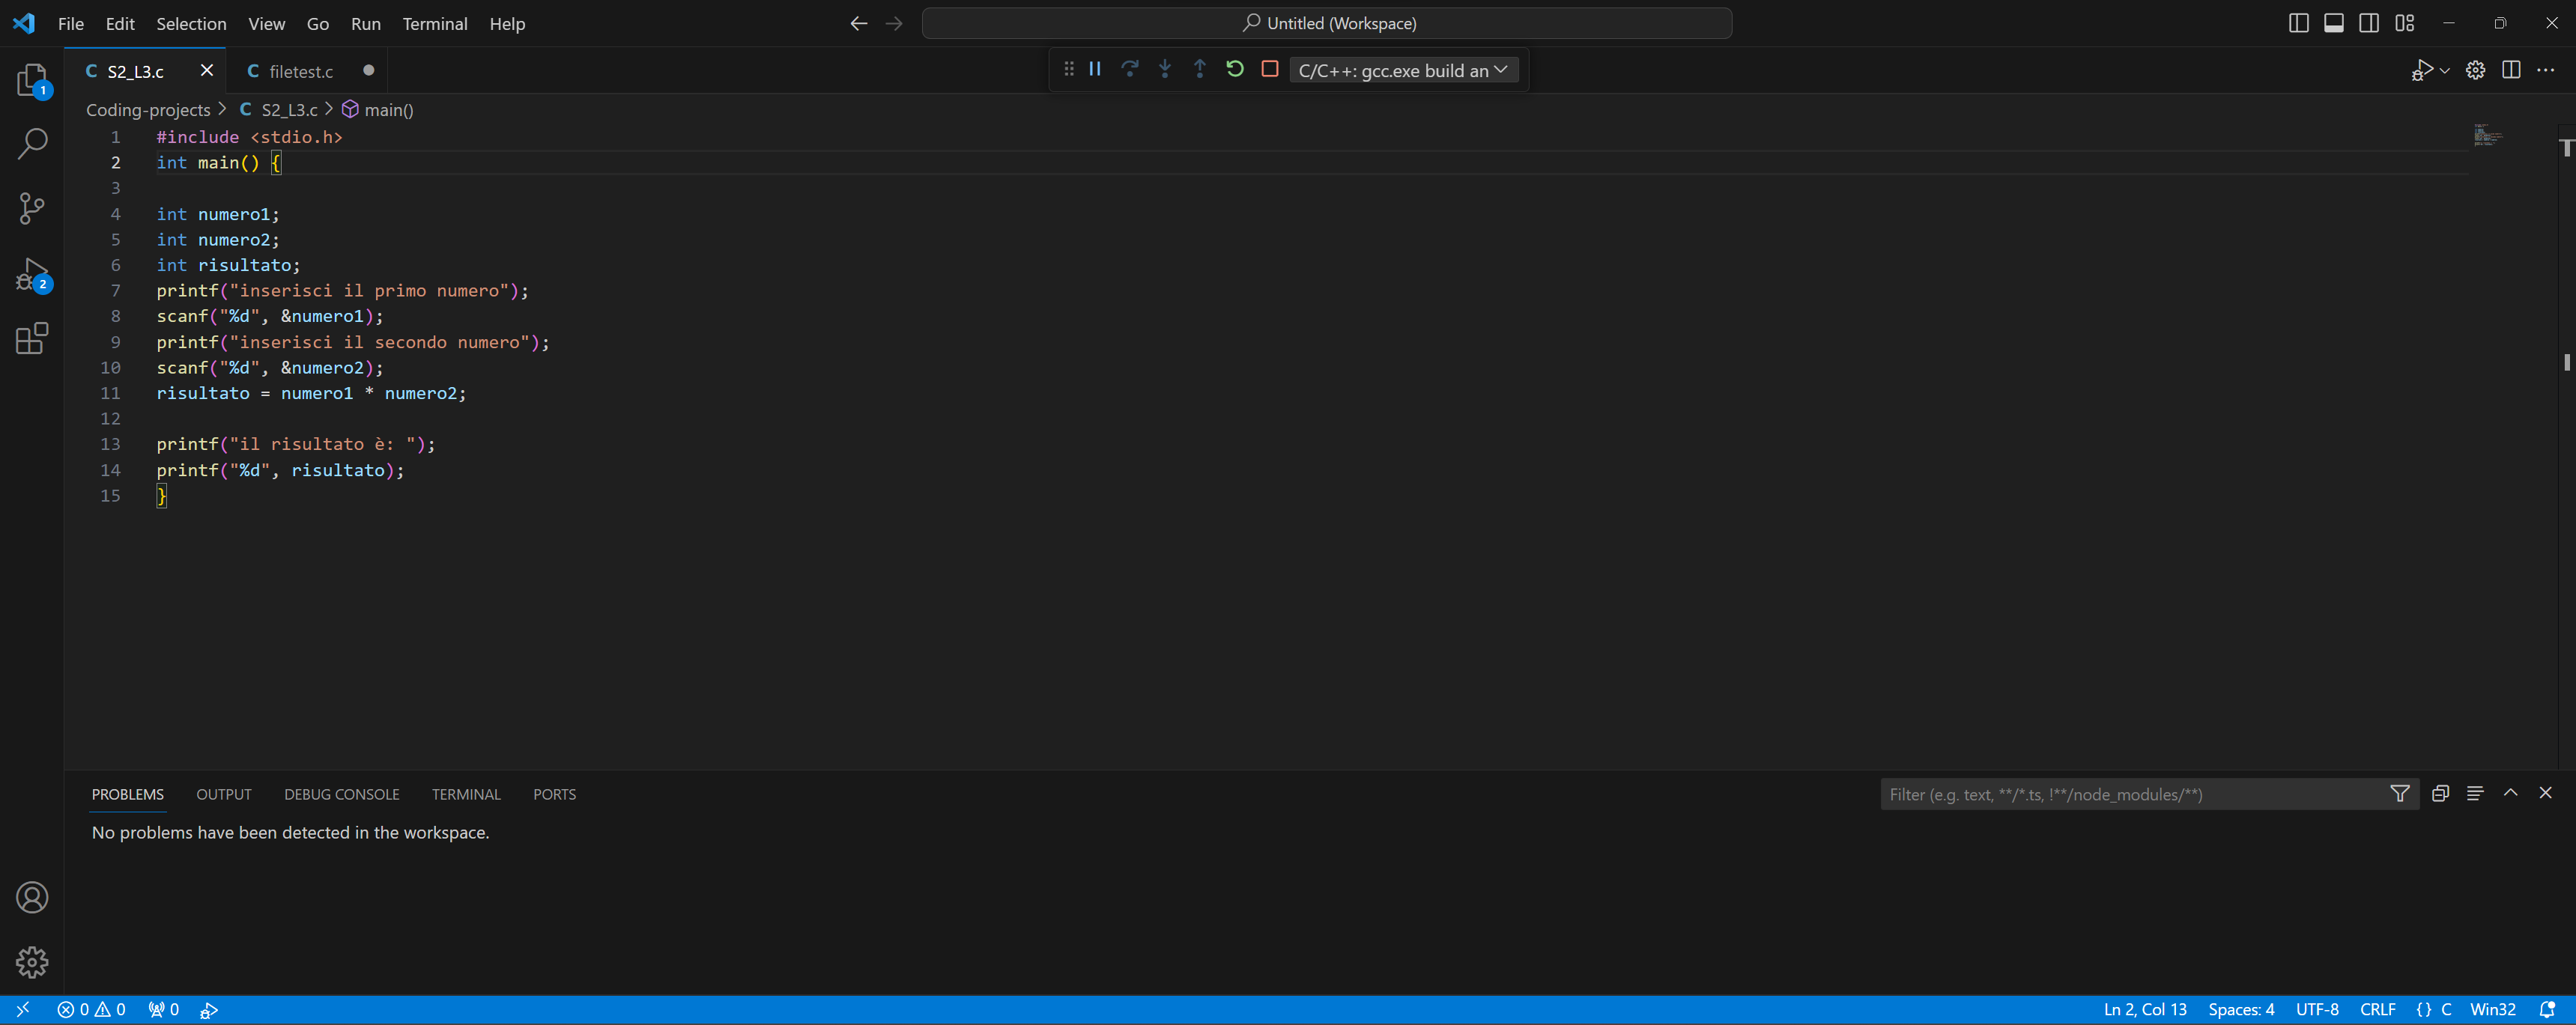 File Edit Selection View Go Run Terminal Help
Untitled (Workspace)
S2_L3.c
filetest.c
C/C++: gcc.exe build an
Coding-projects > C S2_L3.c > main()
1 #include <stdio.h>
2 int main() {
3
4 int numero1;
5 int numero2;
6 int risultato;
7 printf("inserisci il primo numero");
8 scanf("%d", &numero1);
9 printf("inserisci il secondo numero");
10 scanf("%d", &numero2);
11 risultato = numero1 * numero2;
12
13 printf("il risultato è: ");
14 printf("%d", risultato);
15 }
1
2
PROBLEMS OUTPUT DEBUG CONSOLE TERMINAL PORTS
Filter (e.g. text, **/*.ts, !**/node_modules/**)
No problems have been detected in the workspace.
0 0 0
Ln 2, Col 13 Spaces: 4 UTF-8 CRLF {} C Win32